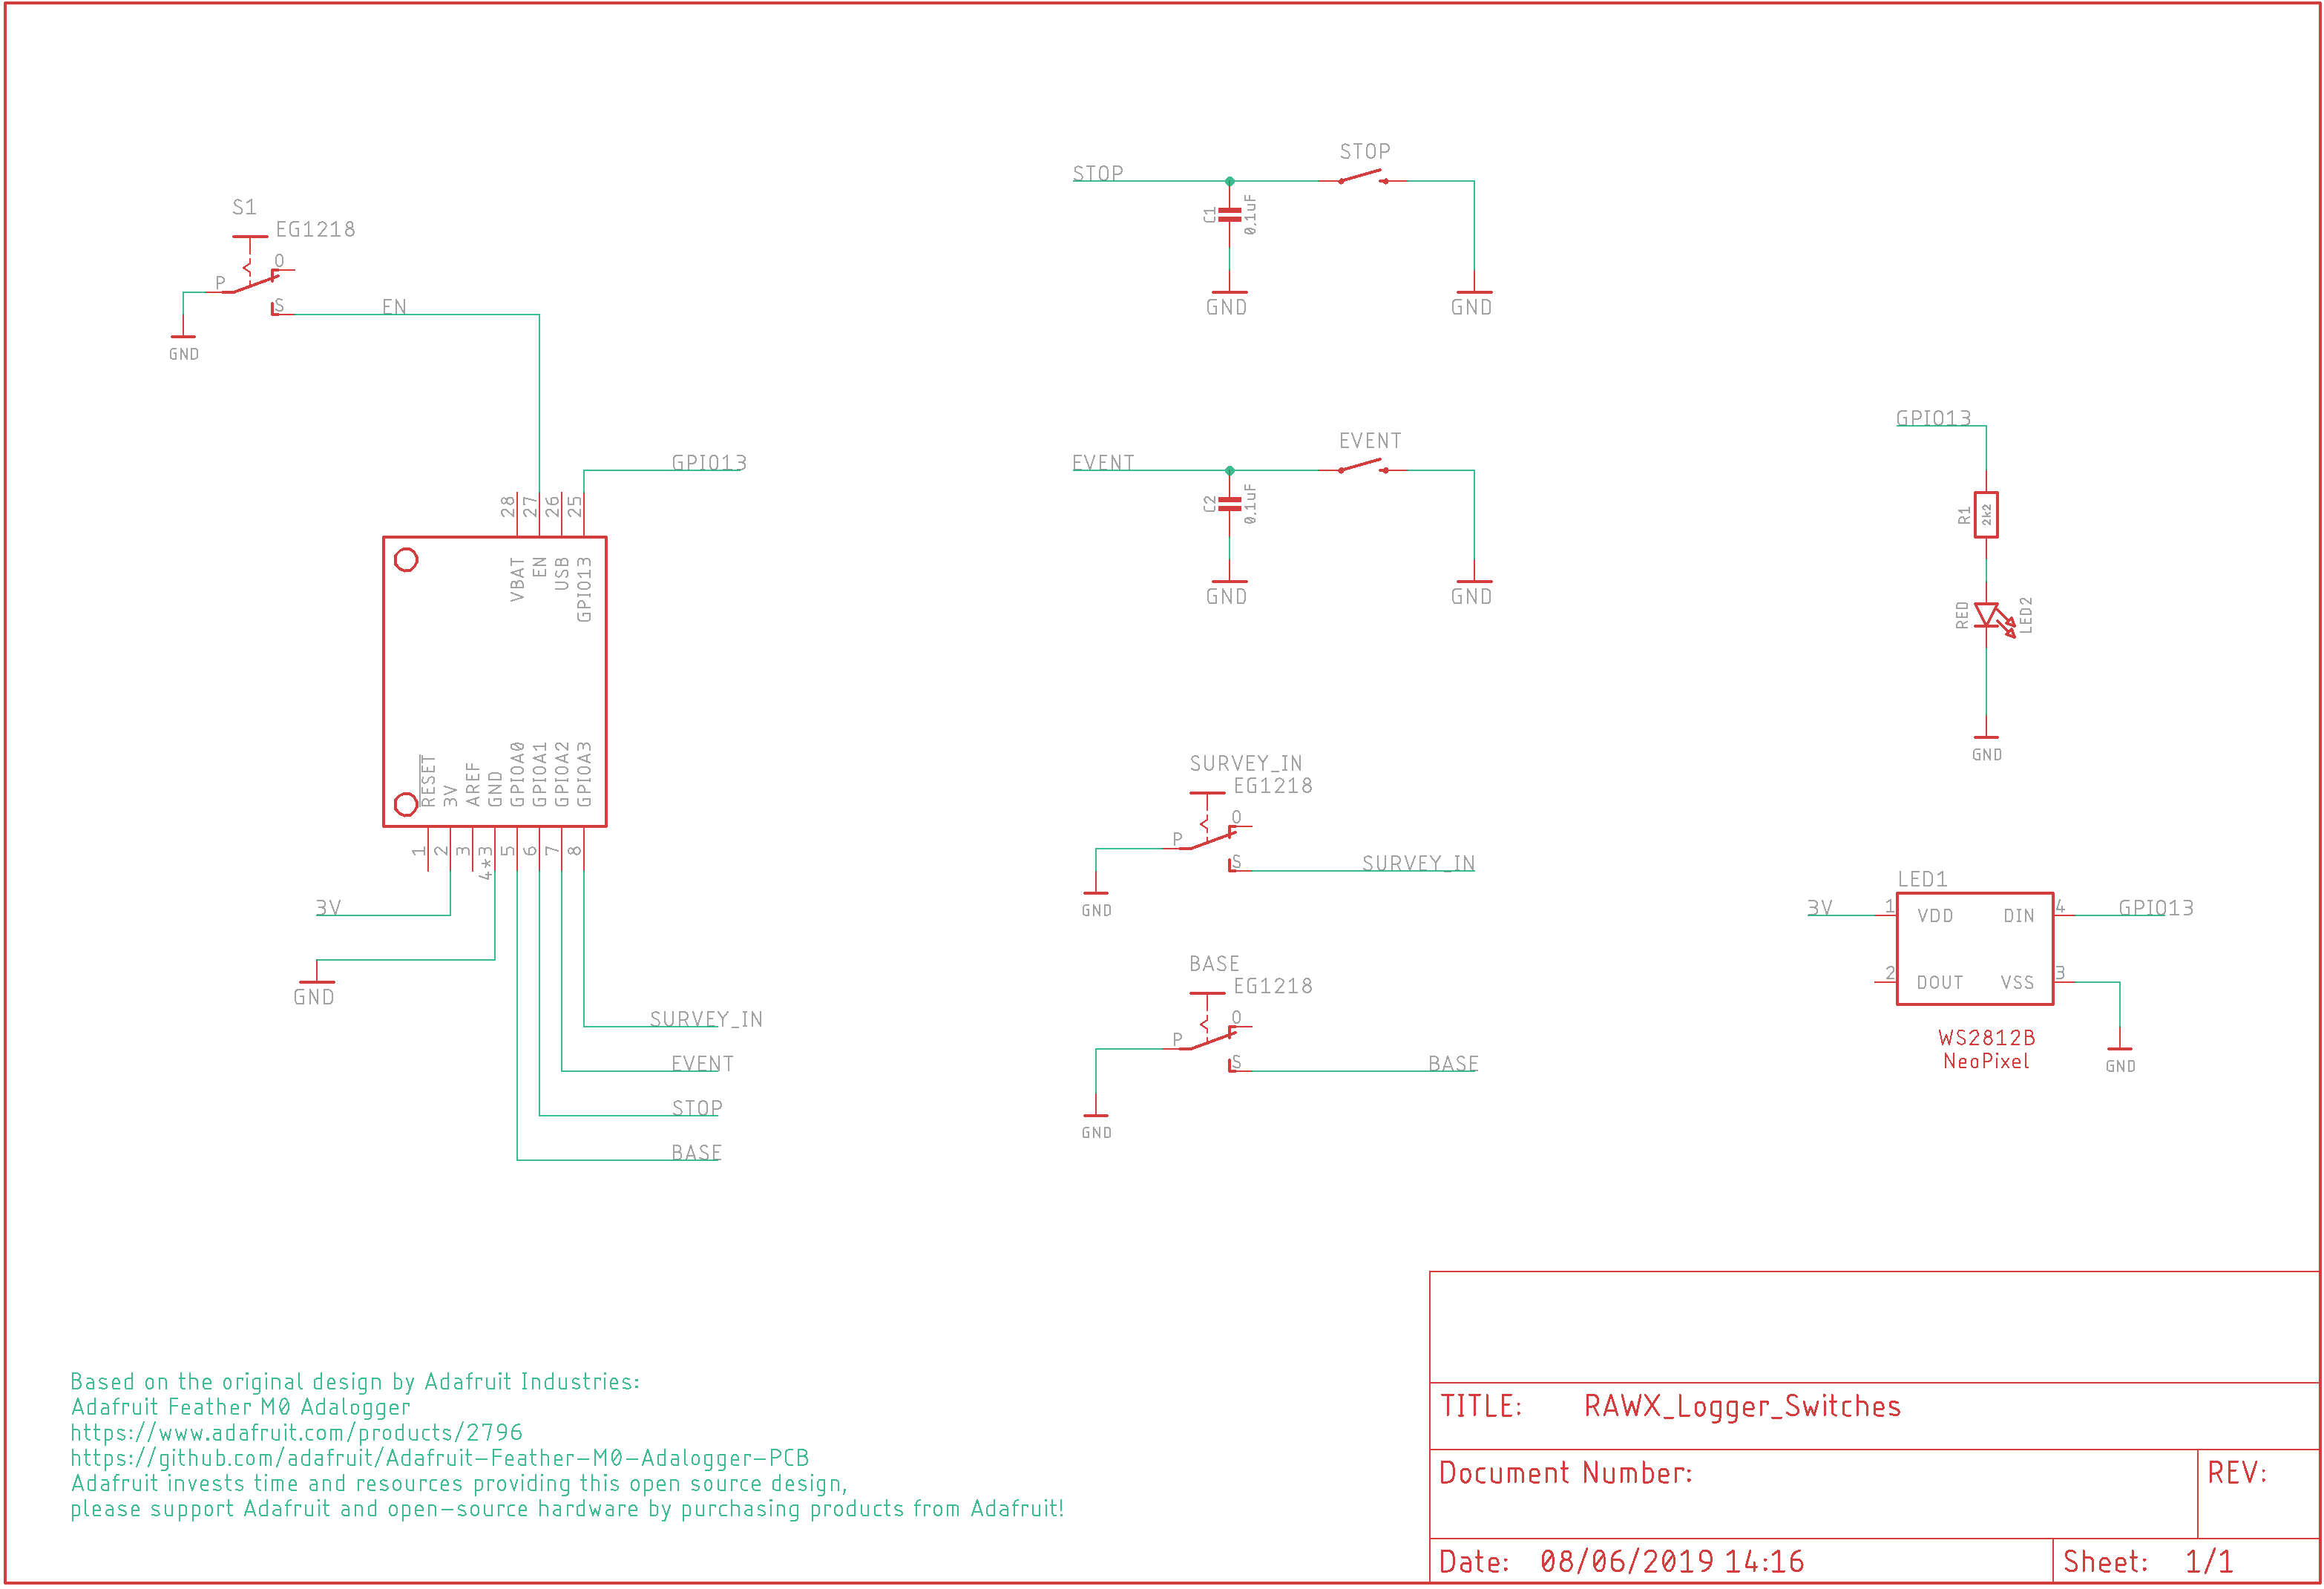 S1
EG1218
P
O
S
EN
GND
GPIO13
28
27
26
25
VBAT
EN
USB
GPIO13
RESET
3V
AREF
GND
GPIOA0
GPIOA1
GPIOA2
GPIOA3
1
2
3
4*3
5
6
7
8
3V
GND
SURVEY_IN
EVENT
STOP
BASE
STOP
STOP
C1
0.1uF
GND
GND
EVENT
EVENT
C2
0.1uF
GND
GND
SURVEY_IN
EG1218
P
O
S
SURVEY_IN
GND
BASE
EG1218
P
O
S
BASE
GND
GPIO13
R1
2k2
RED
LED2
GND
LED1
3V
1
VDD
DIN
4
GPIO13
2
DOUT
VSS
3
WS2812B
NeoPixel
GND
Based on the original design by Adafruit Industries:
Adafruit Feather M0 Adalogger
https://www.adafruit.com/products/2796
https://github.com/adafruit/Adafruit-Feather-M0-Adalogger-PCB
Adafruit invests time and resources providing this open source design,
please support Adafruit and open-source hardware by purchasing products from Adafruit!
TITLE: RAWX_Logger_Switches
Document Number:
REV:
Date: 08/06/2019 14:16
Sheet: 1/1